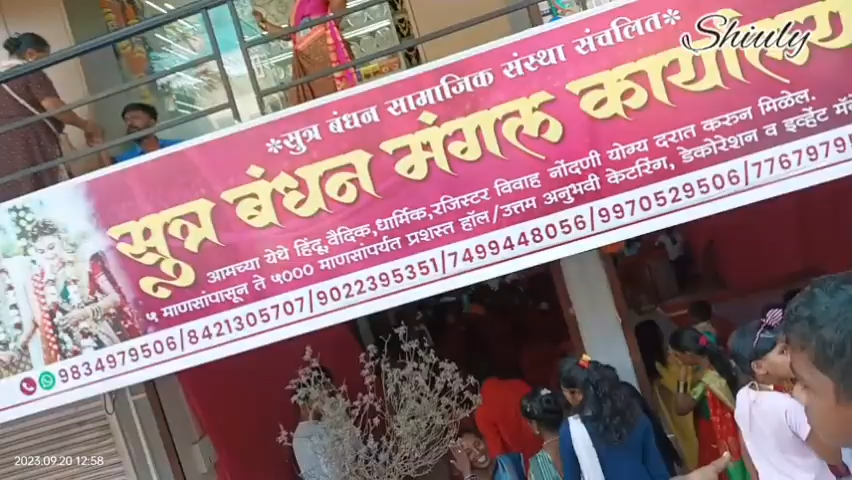 Shiuly
*सुत्र बंधन सामाजिक संस्था संचलित*
सुत्र बंधन मंगल कार्यालय
आमच्या येथे हिंदू,वैदिक,धार्मिक,रजिस्टर विवाह नोंदणी योग्य दरात करून मिळेल.
५ माणसांपासून ते ५००० माणसांपर्यंत प्रशस्त हॉल/उत्तम अनुभवी केटरिंग, डेकोरेशन व इव्हेंट
9834979506/8421305707/9022395351/7499448056/9970529506/776797
2023.09.20 12:58